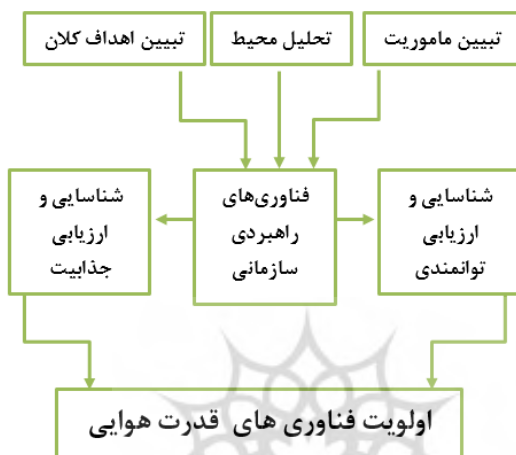 تبیین ماموریت
تحلیل محیط
تبیین اهداف کلان
شناسایی و
ارزیابی
توانمندی
فناوری‌های
راهبردی
سازمانی
شناسایی و
ارزیابی
جذابیت
اولویت فناوری های قدرت هوایی